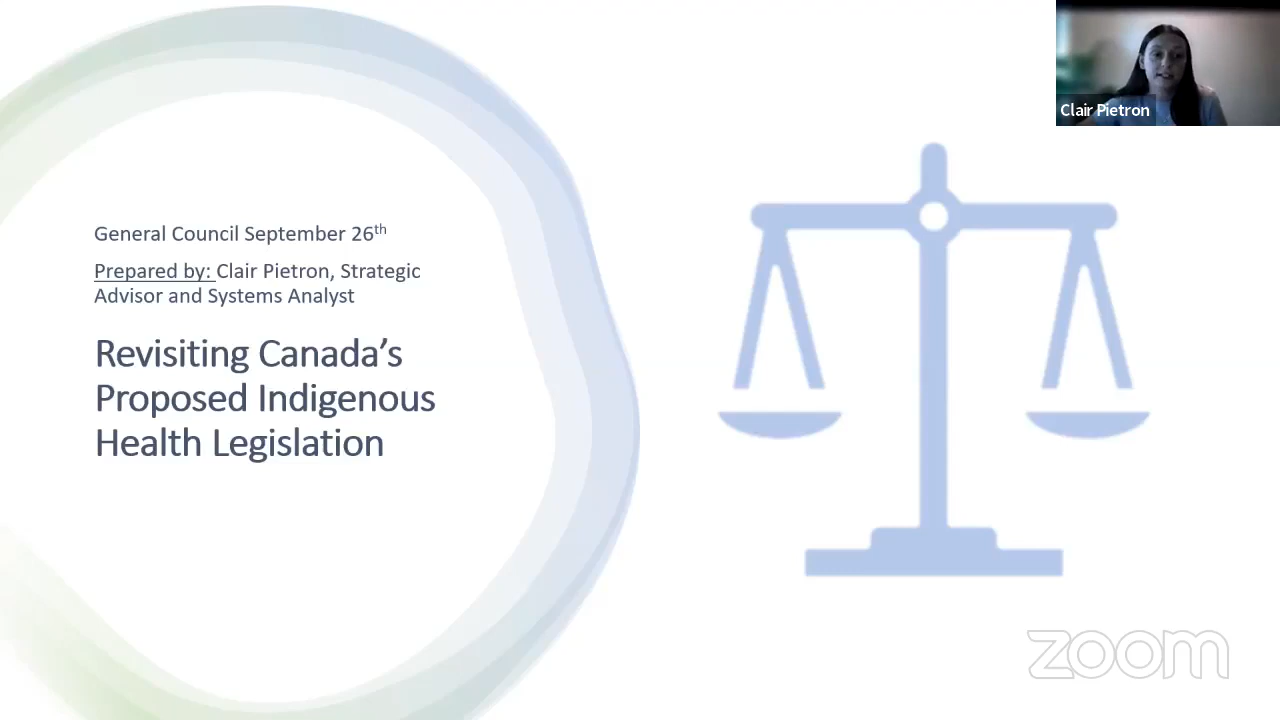 Clair Pietron
General Council September 26th
Prepared by: Clair Pietron, Strategic
Advisor and Systems Analyst
Revisiting Canada’s
Proposed Indigenous
Health Legislation
zoom